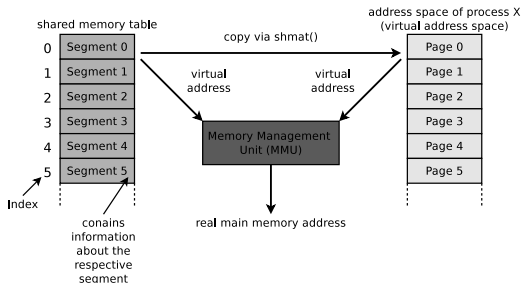 shared memory table
address space of process X
(virtual address space)
0
Segment 0
copy via shmat()
Page 0
1
Segment 1
virtual
address
virtual
address
Page 1
2
Segment 2
Page 2
3
Segment 3
Memory Management
Unit (MMU)
Page 3
4
Segment 4
Page 4
5
Segment 5
Page 5
Index
conains
information
about the
respective
segment
real main memory address